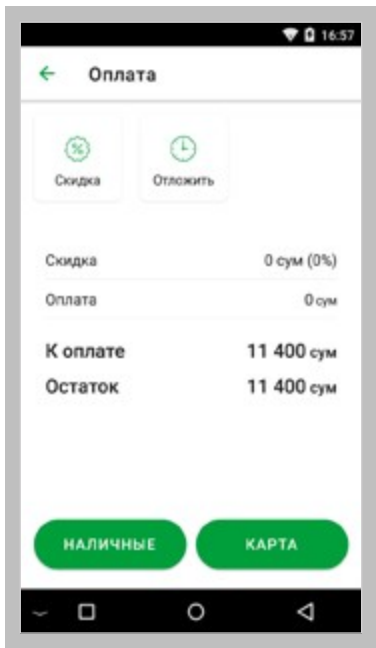 16:57
Оплата
Скидка Отложить
Скидка 0 сум (0%)
Оплата 0 сум
К оплате 11 400 сум
Остаток 11 400 сум
НАЛИЧНЫЕ КАРТА